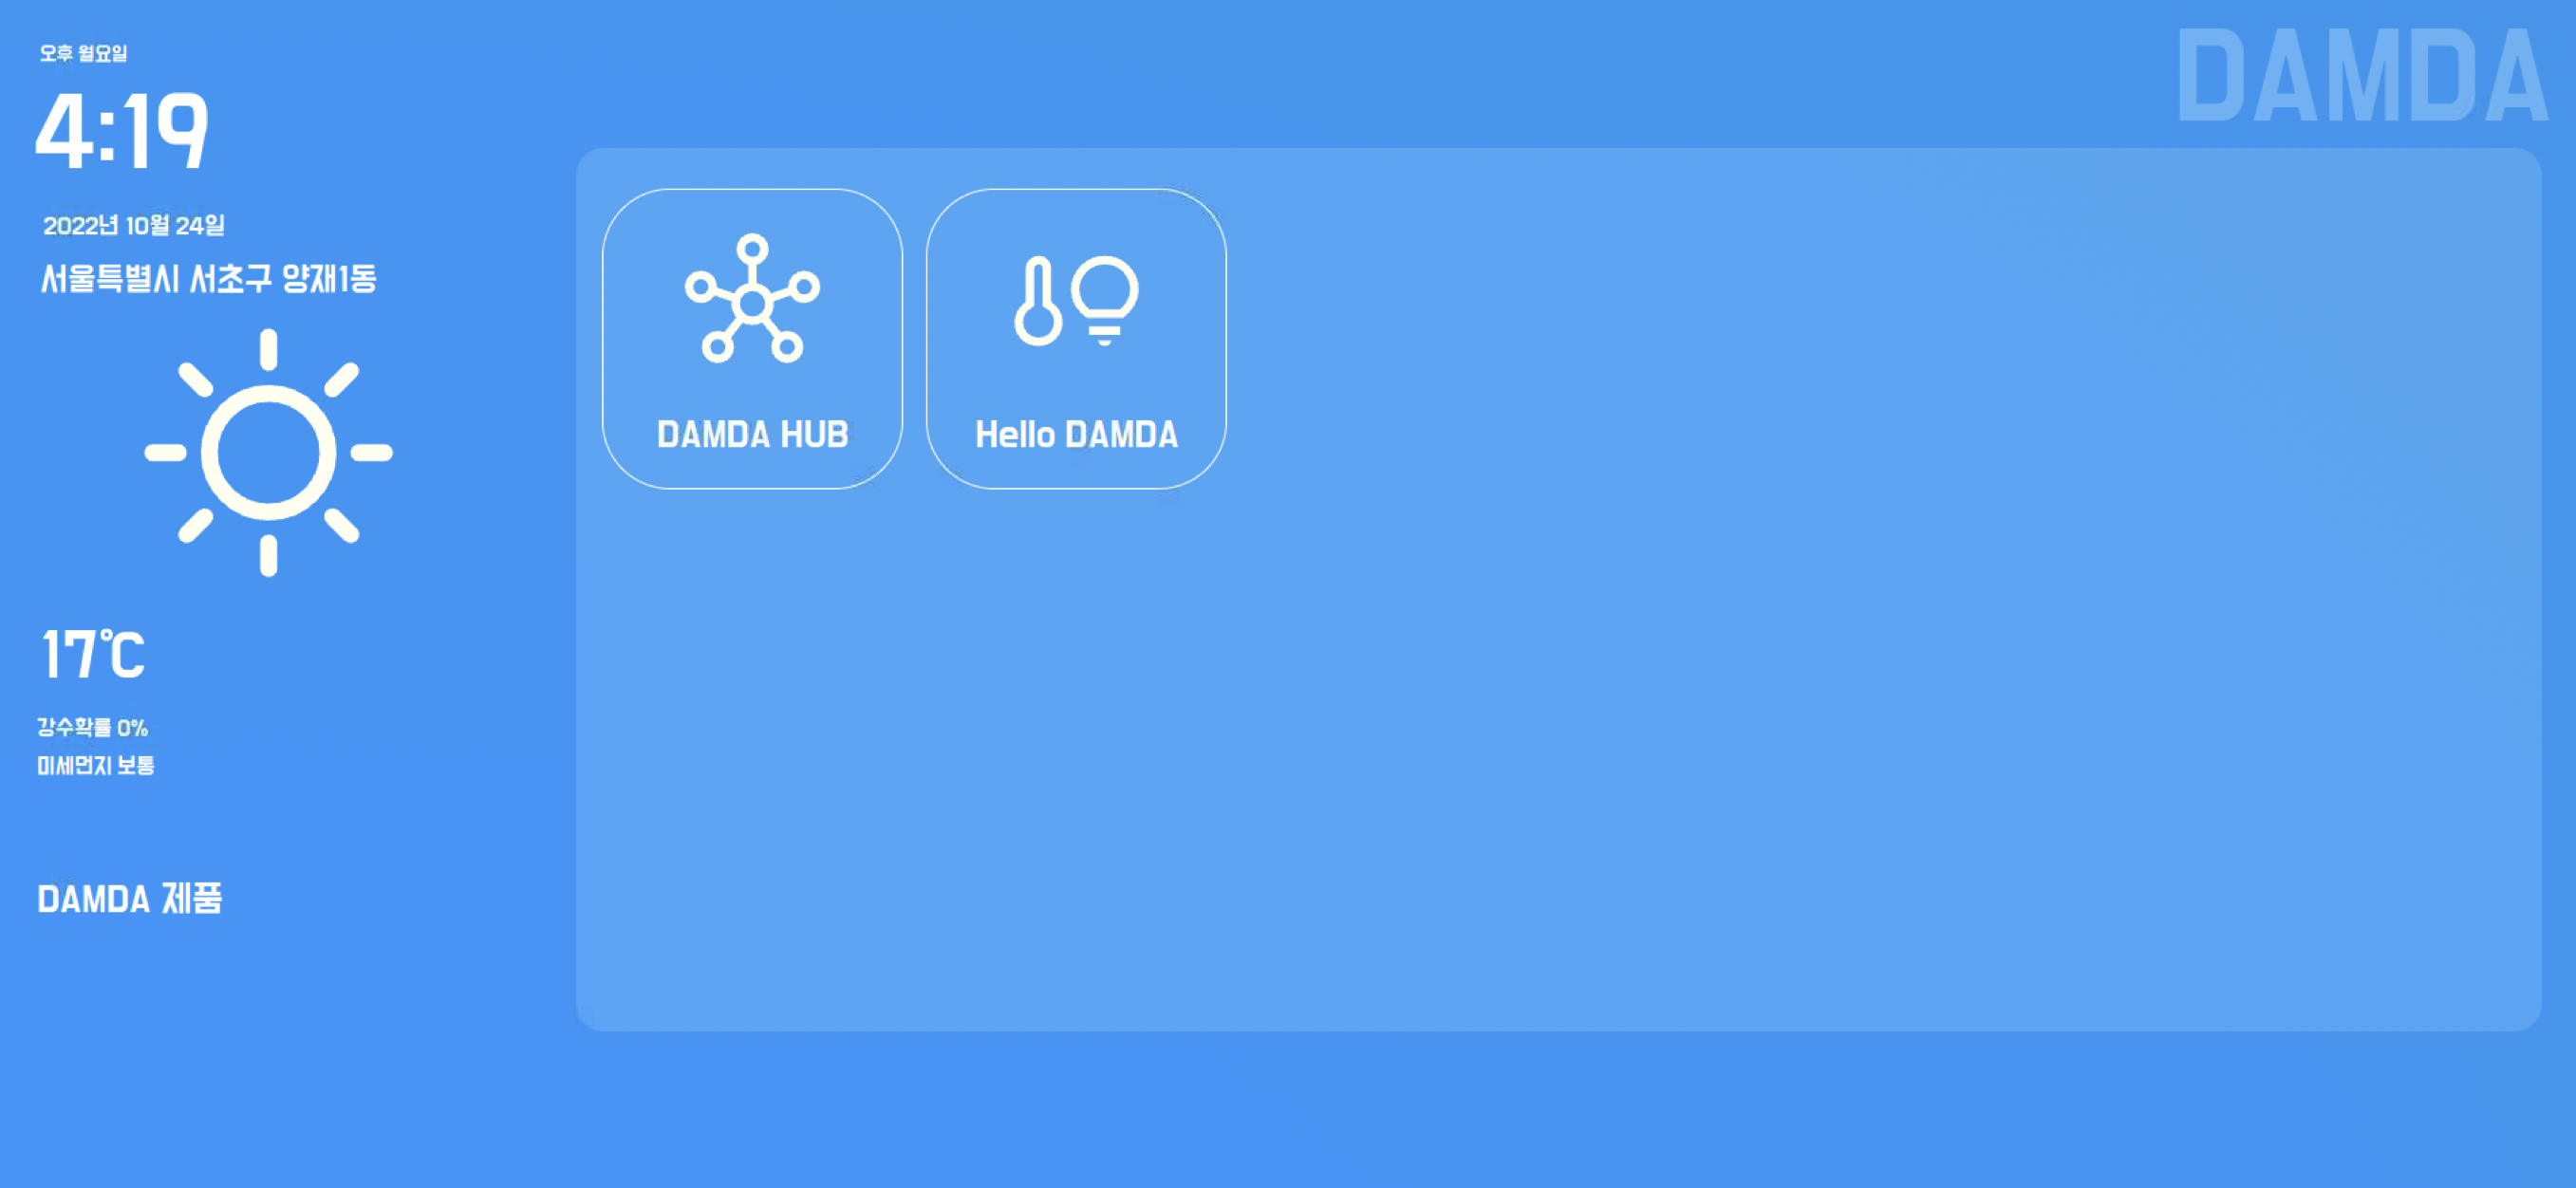 오후 월요일
4:19
2022년 10월 24일
서울특별시 서초구 양재1동
17℃
강수확률 0%
미세먼지 보통
DAMDA 제품
DAMDA
DAMDA HUB
Hello DAMDA